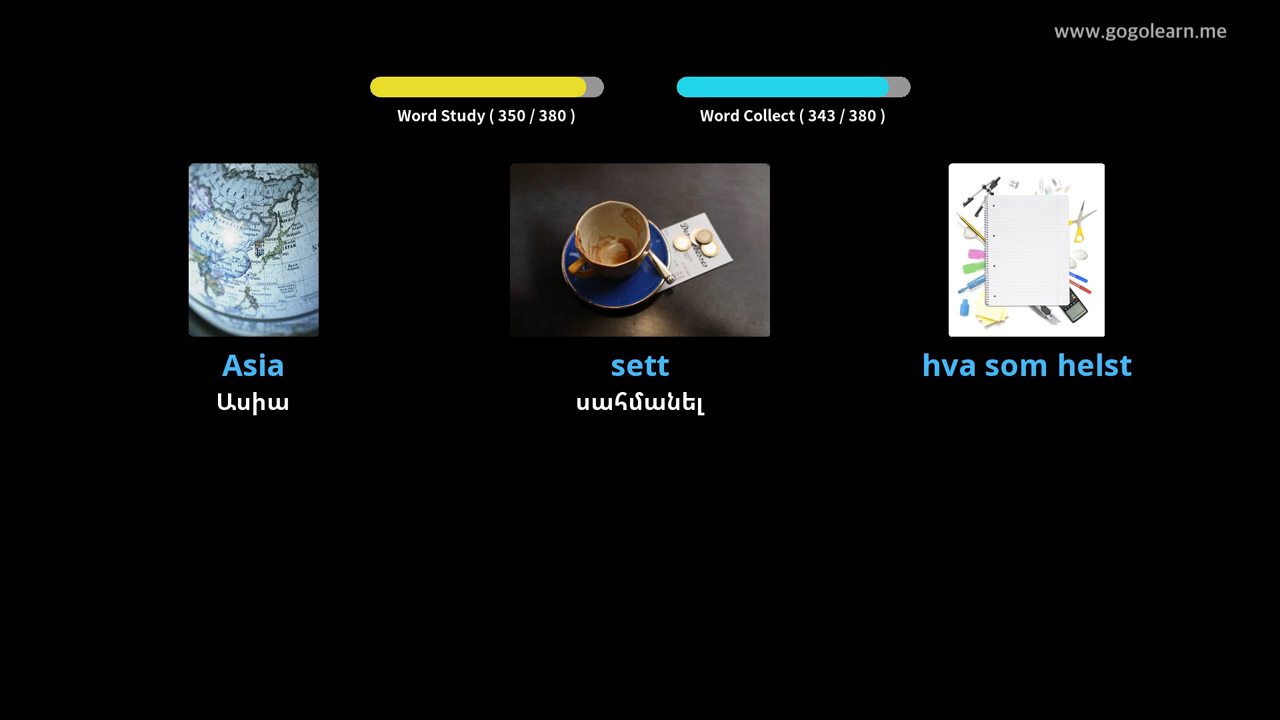 www.gogolearn.me
Word Study ( 350 / 380 )
Word Collect ( 343 / 380 )
Asia
sett
hva som helst
Ասիա
սահմանել